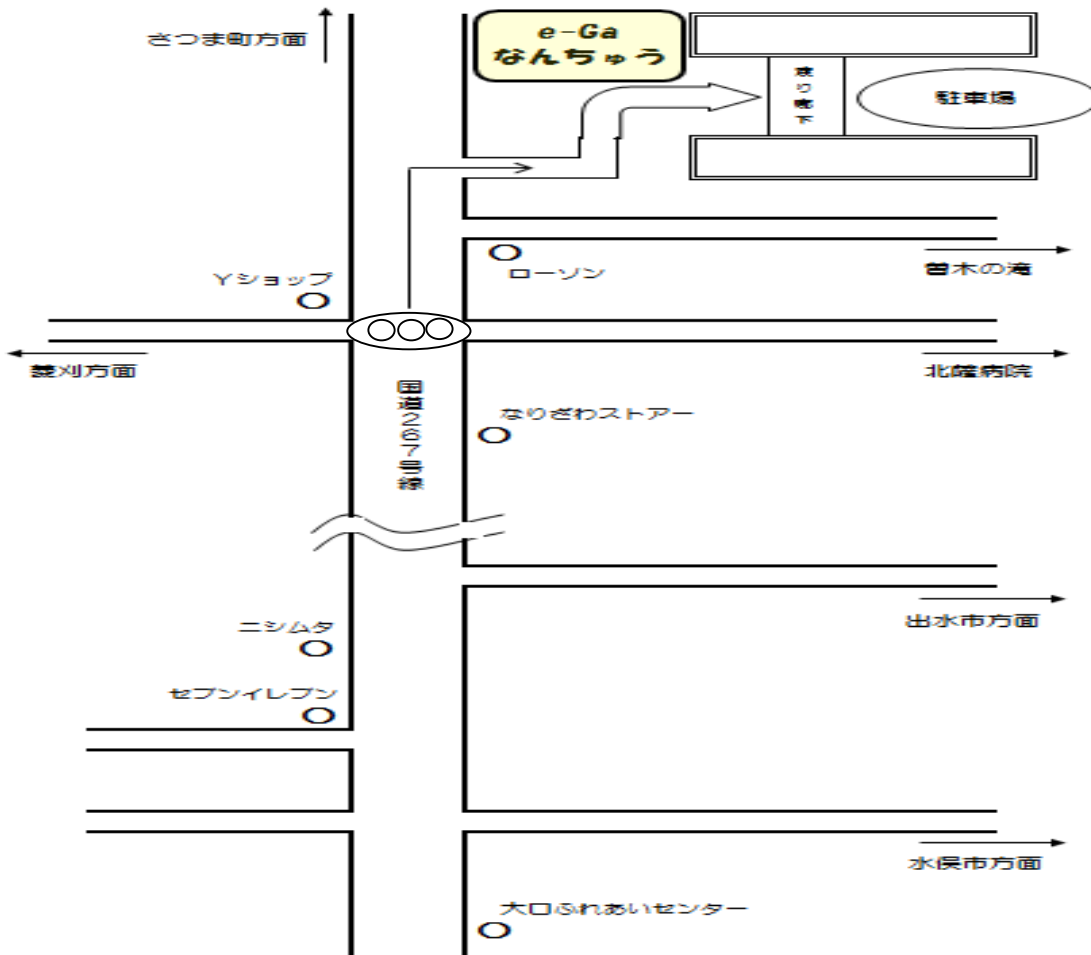 さつま町方面
e-Ga
なんちゅう
渡り廊下
駐車場
Yショップ
ローソン
曽木の滝
菱刈方面
北薩病院
国道267号線
なりざわストアー
出水市方面
ニシムタ
セブンイレブン
水俣市方面
大口ふれあいセンター